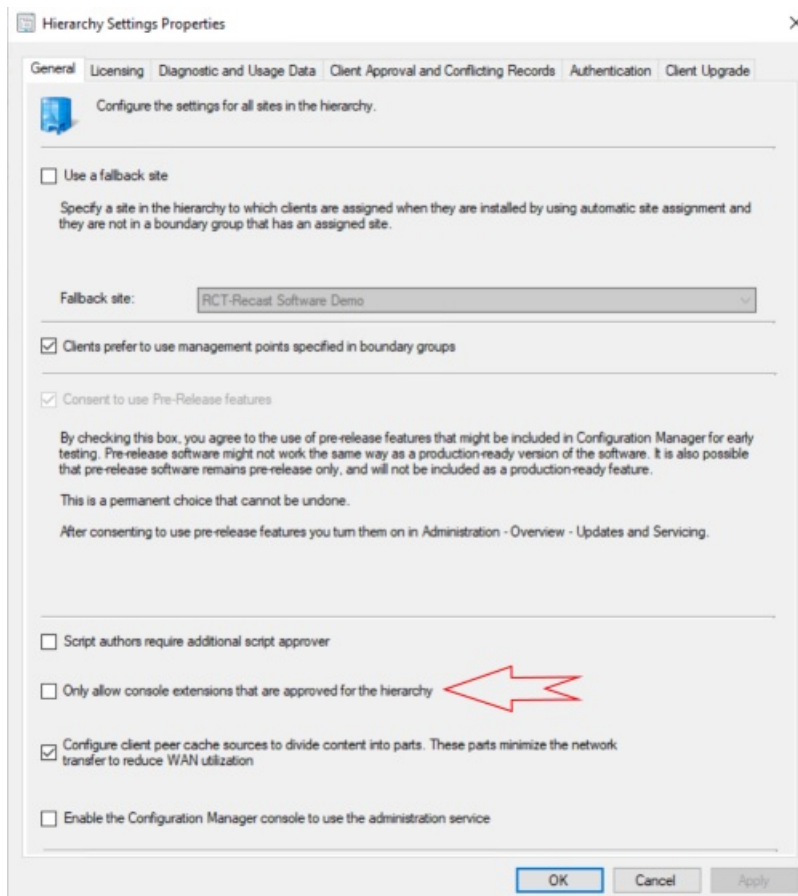 Hierarchy Settings Properties
General Licensing Diagnostic and Usage Data Client Approval and Conflicting Records Authentication Client Upgrade
Configure the settings for all sites in the hierarchy.
Use a fallback site
Specify a site in the hierarchy to which clients are assigned when they are installed by using automatic site assignment and
they are not in a boundary group that has an assigned site.
Fallback site: RCT-Recast Software Demo
Clients prefer to use management points specified in boundary groups
Consent to use Pre-Release features
By checking this box, you agree to the use of pre-release features that might be included in Configuration Manager for early
testing. Pre-release software might not work the same way as a production-ready version of the software. It is also possible
that pre-release software remains pre-release only, and will not be included as a production-ready feature.
This is a permanent choice that cannot be undone.
After consenting to use pre-release features you turn them on in Administration - Overview - Updates and Servicing.
Script authors require additional script approver
Only allow console extensions that are approved for the hierarchy
Configure client peer cache sources to divide content into parts. These parts minimize the network
transfer to reduce WAN utilization
Enable the Configuration Manager console to use the administration service
OK Cancel Apply